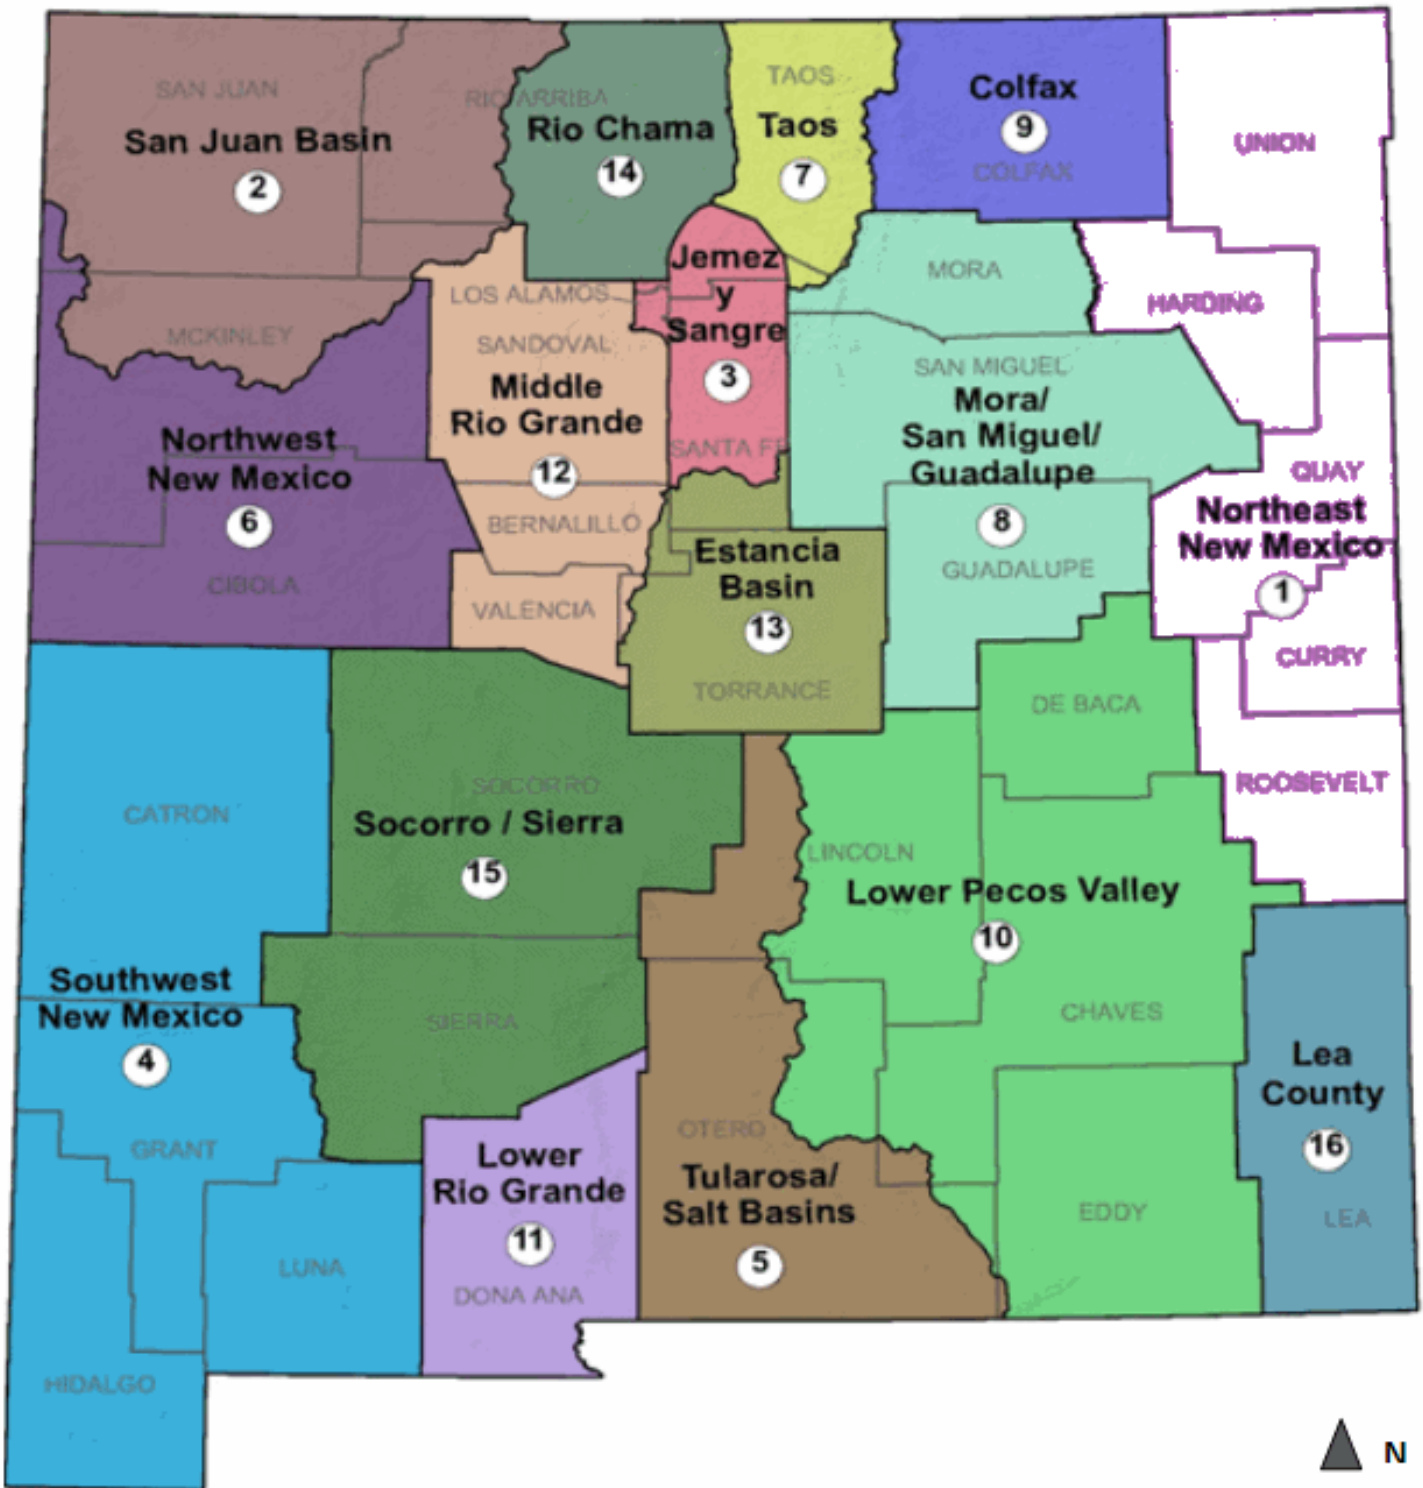 SAN JUAN
San Juan Basin
2
RIO ARRIBA
Rio Chama
14
TAOS
Taos
7
Colfax
9
COLFAX
UNION
Jemez
y
Sangre
3
SANTA FE
MORA
HARDING
MCKINLEY
LOS ALAMOS
SANDOVAL
Middle
Rio Grande
12
BERNALILLO
VALENCIA
SAN MIGUEL
Mora/
San Miguel/
Guadalupe
8
GUADALUPE
Northwest
New Mexico
6
CIBOLA
QUAY
Northeast
New Mexico
1
CURRY
ROOSEVELT
Estancia
Basin
13
TORRANCE
DE BACA
CATRON
SOCORRO
Socorro / Sierra
15
LINCOLN
Lower Pecos Valley
10
CHAVES
Southwest
New Mexico
4
SIERRA
GRANT
Lea
County
16
LEA
Lower
Rio Grande
11
DONA ANA
OTERO
Tularosa/
Salt Basins
5
EDDY
LUNA
HIDALGO
N